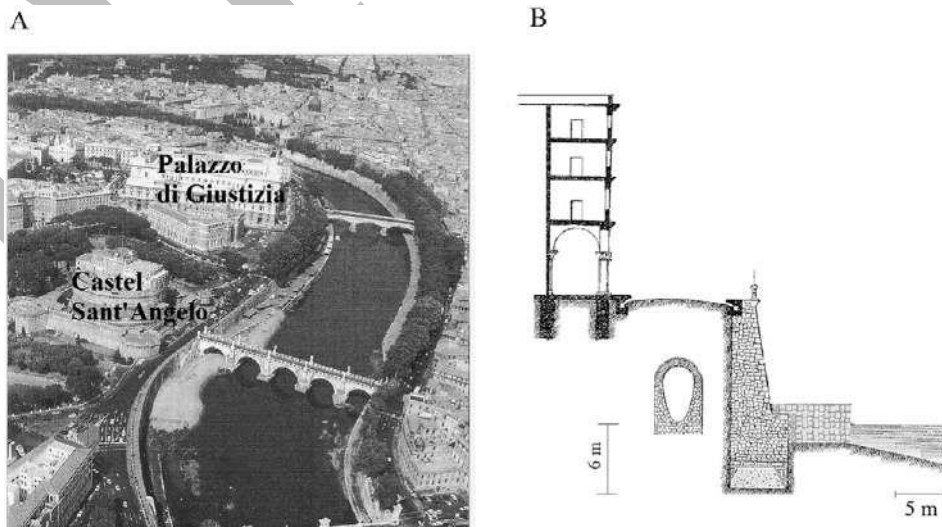 A
B
Palazzo
di Giustizia
Castel
Sant'Angelo
6 m
5 m